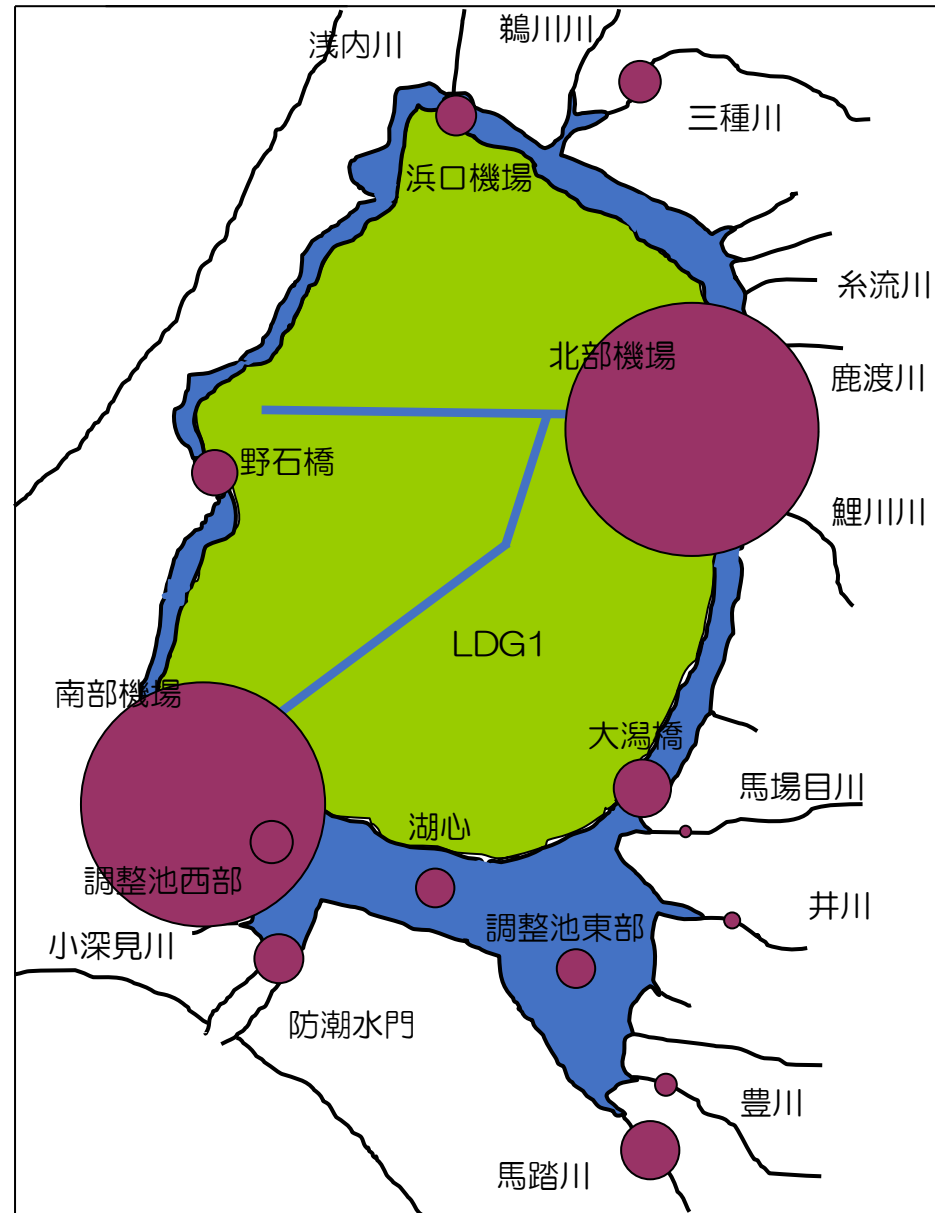 浅内川
鵜川川
三種川
浜口機場
糸流川
北部機場
鹿渡川
野石橋
鯉川川
LDG1
南部機場
大潟橋
馬場目川
湖心
調整池西部
井川
調整池東部
小深見川
防潮水門
豊川
馬踏川